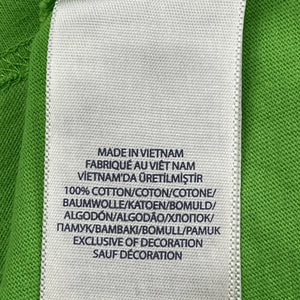 MADE IN VIETNAM
FABRIQUÉ AU VIÊT NAM
VİETNAM'DA ÜRETİLMİŞTİR
100% COTTON/COTON/COTONE/
BAUMWOLLE/KATOEN/BOMULD/
ALGODÓN/ALGODÃO/ХЛОПОК/
ПАМУК/BAMBAKI/BOMULL/PAMUK
EXCLUSIVE OF DECORATION
SAUF DÉCORATION